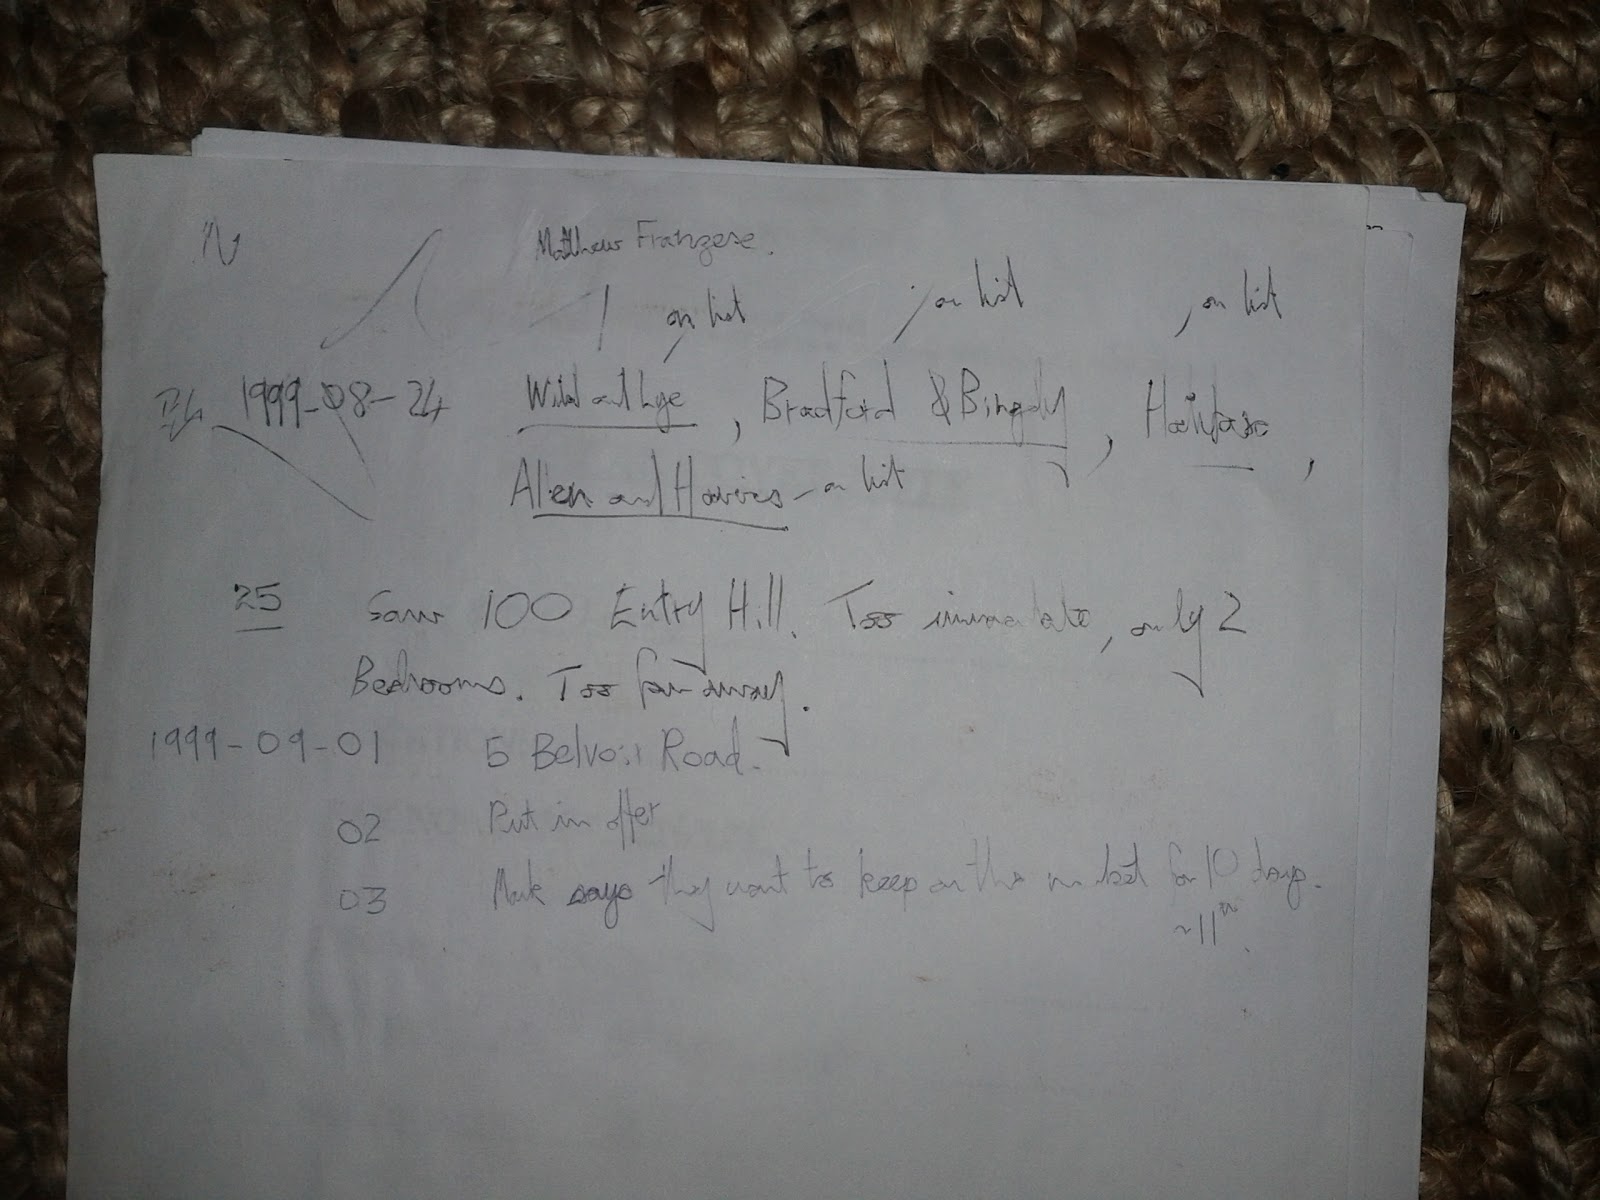 Matthew Franzese.
on list on list on list
1999-08-24 Wild and Lye, Bradford & Bingley, Halifax,
Allen and Harris - on list
25 Saw 100 Entry Hill. Too immaculate, only 2
Bedrooms. Too far away.
1999-09-01 5 Belvoir Road.
02 Put in offer
03 Mark says they want to keep on the market for 10 days.
~11th.